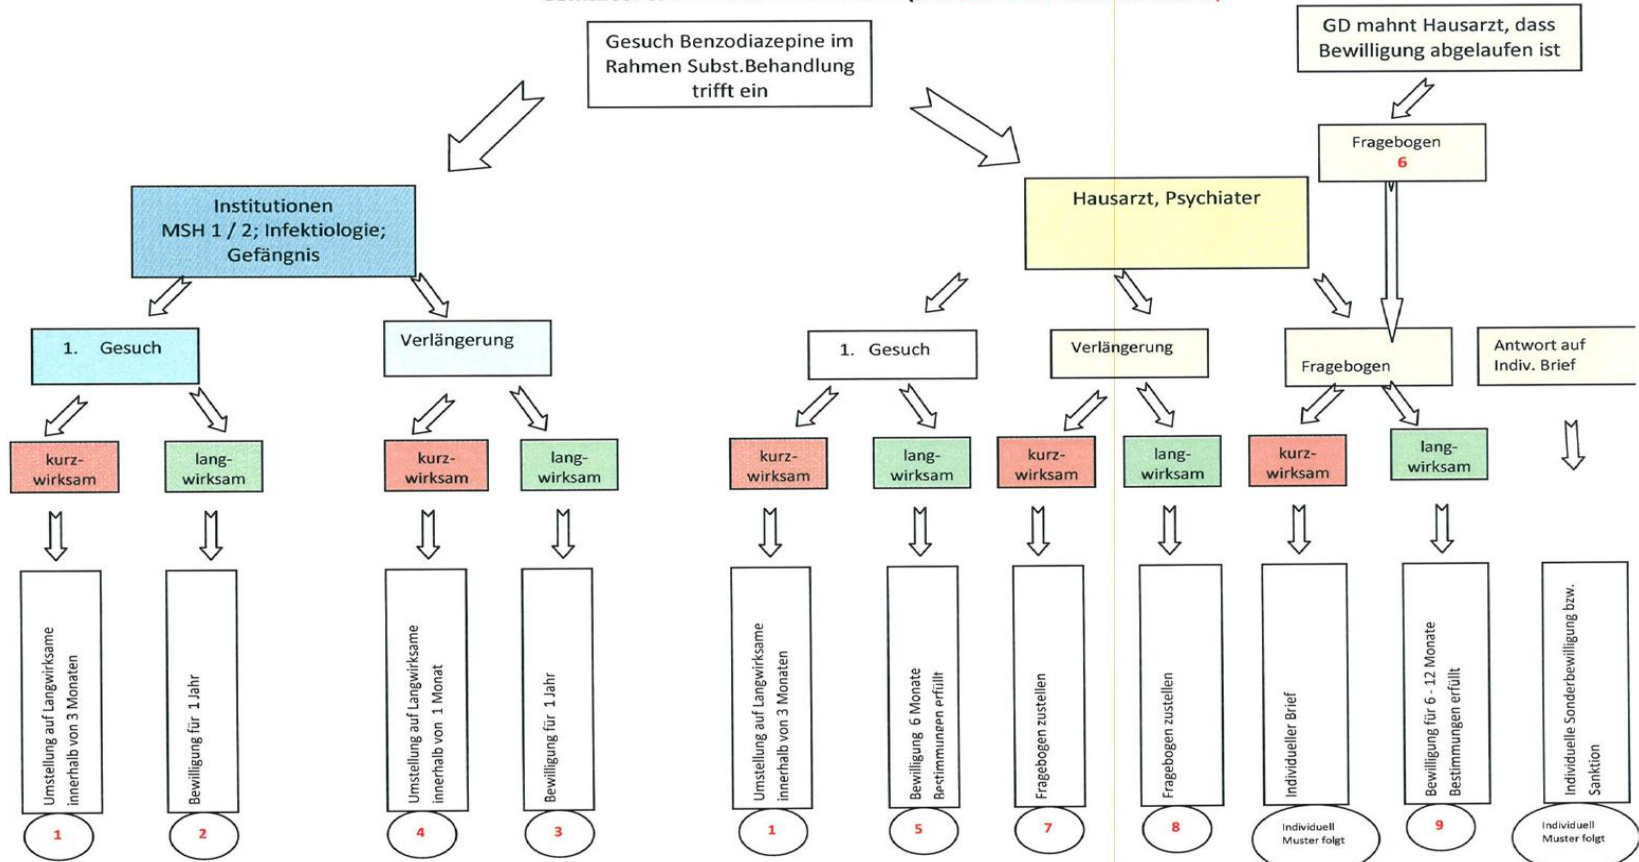 Gesuch Benzodiazepine im
Rahmen Subst.Behandlung
trifft ein
GD mahnt Hausarzt, dass
Bewilligung abgelaufen ist
Fragebogen
6
Institutionen
MSH 1 / 2; Infektiologie;
Gefängnis
Hausarzt, Psychiater
1. Gesuch
Verlängerung
1. Gesuch
Verlängerung
Fragebogen
Antwort auf
Indiv. Brief
kurz-
wirksam
lang-
wirksam
kurz-
wirksam
lang-
wirksam
kurz-
wirksam
lang-
wirksam
kurz-
wirksam
lang-
wirksam
kurz-
wirksam
lang-
wirksam
Umstellung auf Langwirksame
innerhalb von 3 Monaten
Bewilligung für 1 Jahr
Umstellung auf Langwirksame
innerhalb von 1 Monat
Bewilligung für 1 Jahr
Umstellung auf Langwirksame
innerhalb von 3 Monaten
Bewilligung 6 Monate
Bestimmungen erfüllt
Fragebogen zustellen
Fragebogen zustellen
Individueller Brief
Bewilligung für 6 - 12 Monate
Bestimmungen erfüllt
Individuelle Sonderbewilligung bzw.
Sanktion
1
2
4
3
1
5
7
8
Individuell
Muster folgt
9
Individuell
Muster folgt